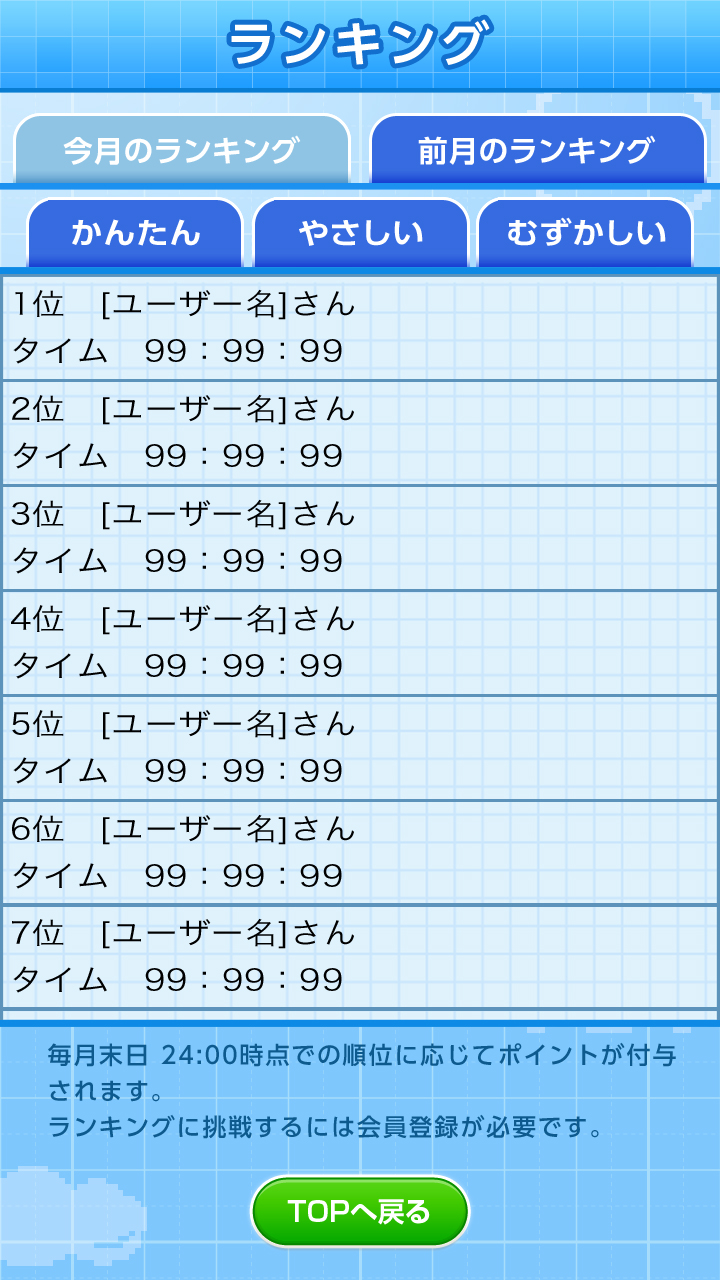 ランキング
今月のランキング 前月のランキング
かんたん やさしい むずかしい
1位　[ユーザー名]さん
タイム　99：99：99
2位　[ユーザー名]さん
タイム　99：99：99
3位　[ユーザー名]さん
タイム　99：99：99
4位　[ユーザー名]さん
タイム　99：99：99
5位　[ユーザー名]さん
タイム　99：99：99
6位　[ユーザー名]さん
タイム　99：99：99
7位　[ユーザー名]さん
タイム　99：99：99
毎月末日 24:00時点での順位に応じてポイントが付与
されます。
ランキングに挑戦するには会員登録が必要です。
TOPへ戻る